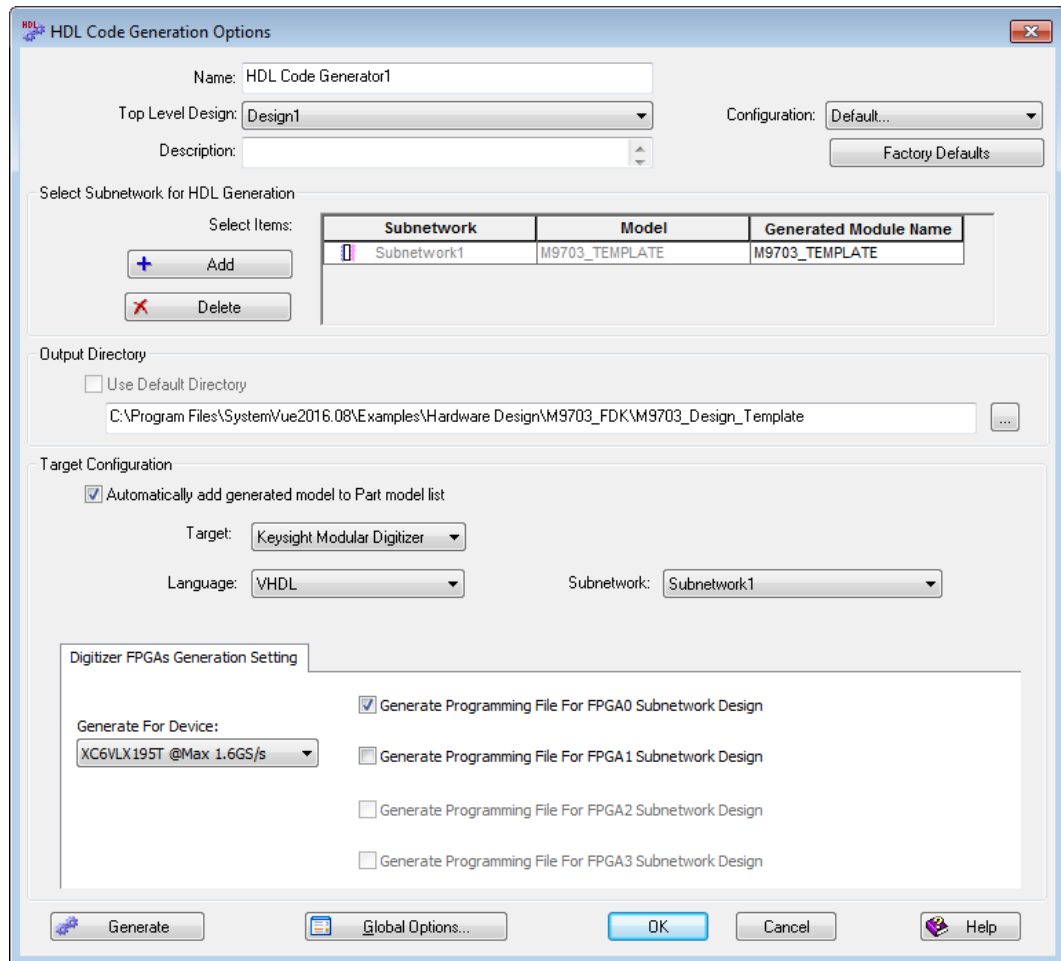 HDL Code Generation Options
Name: HDL Code Generator1
Top Level Design: Design1 Configuration: Default...
Description: Factory Defaults
Select Subnetwork for HDL Generation
Select Items: Subnetwork Model Generated Module Name
Subnetwork1 M9703_TEMPLATE M9703_TEMPLATE
Add
Delete
Output Directory
Use Default Directory
C:\Program Files\SystemVue2016.08\Examples\Hardware Design\M9703_FDK\M9703_Design_Template ...
Target Configuration
Automatically add generated model to Part model list
Target: Keysight Modular Digitizer
Language: VHDL Subnetwork: Subnetwork1
Digitizer FPGAs Generation Setting
Generate Programming File For FPGA0 Subnetwork Design
Generate For Device:
XC6VLX195T @Max 1.6GS/s
Generate Programming File For FPGA1 Subnetwork Design
Generate Programming File For FPGA2 Subnetwork Design
Generate Programming File For FPGA3 Subnetwork Design
Generate Global Options... OK Cancel Help